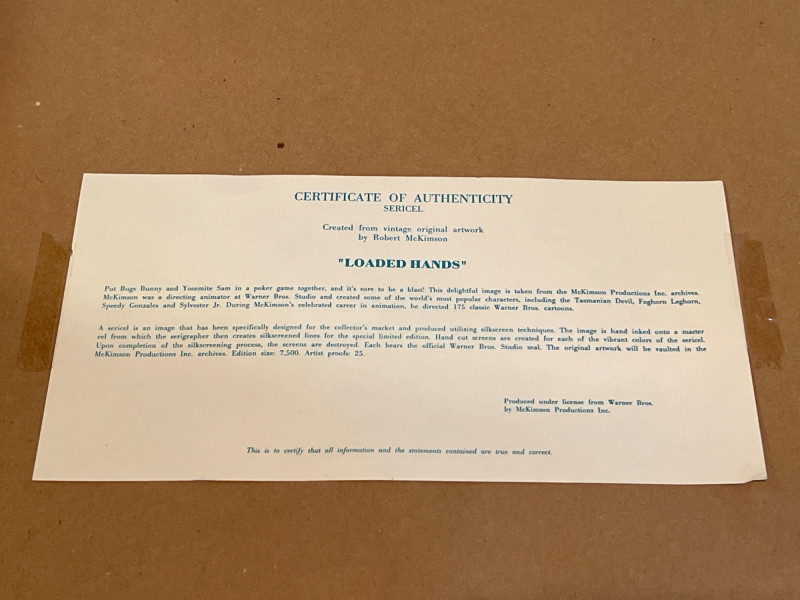 CERTIFICATE OF AUTHENTICITY
SERICEL
Created from vintage original artwork
by Robert McKimson
"LOADED HANDS"
Put Bugs Bunny and Yosemite Sam in a poker game together, and it's sure to be a blast! This delightful image is taken from the McKimson Productions Inc. archives.
McKimson was a directing animator at Warner Bros. Studio and created some of the world's most popular characters, including the Tasmanian Devil, Foghorn Leghorn,
Speedy Gonzales and Sylvester Jr. During McKimson's celebrated career in animation, he directed 175 classic Warner Bros. cartoons.
A sericel is an image that has been specifically designed for the collector's market and produced utilizing silkscreen techniques. The image is hand inked onto a master
cel from which the serigrapher then creates silkscreened lines for the special limited edition. Hand cut screens are created for each of the vibrant colors of the sericel.
Upon completion of the silkscreening process, the screens are destroyed. Each bears the official Warner Bros. Studio seal. The original artwork will be vaulted in the
McKimson Productions Inc. archives. Edition size: 7,500. Artist proofs: 25.
Produced under license from Warner Bros.
by McKimson Productions Inc.
This is to certify that all information and the statements contained are true and correct.